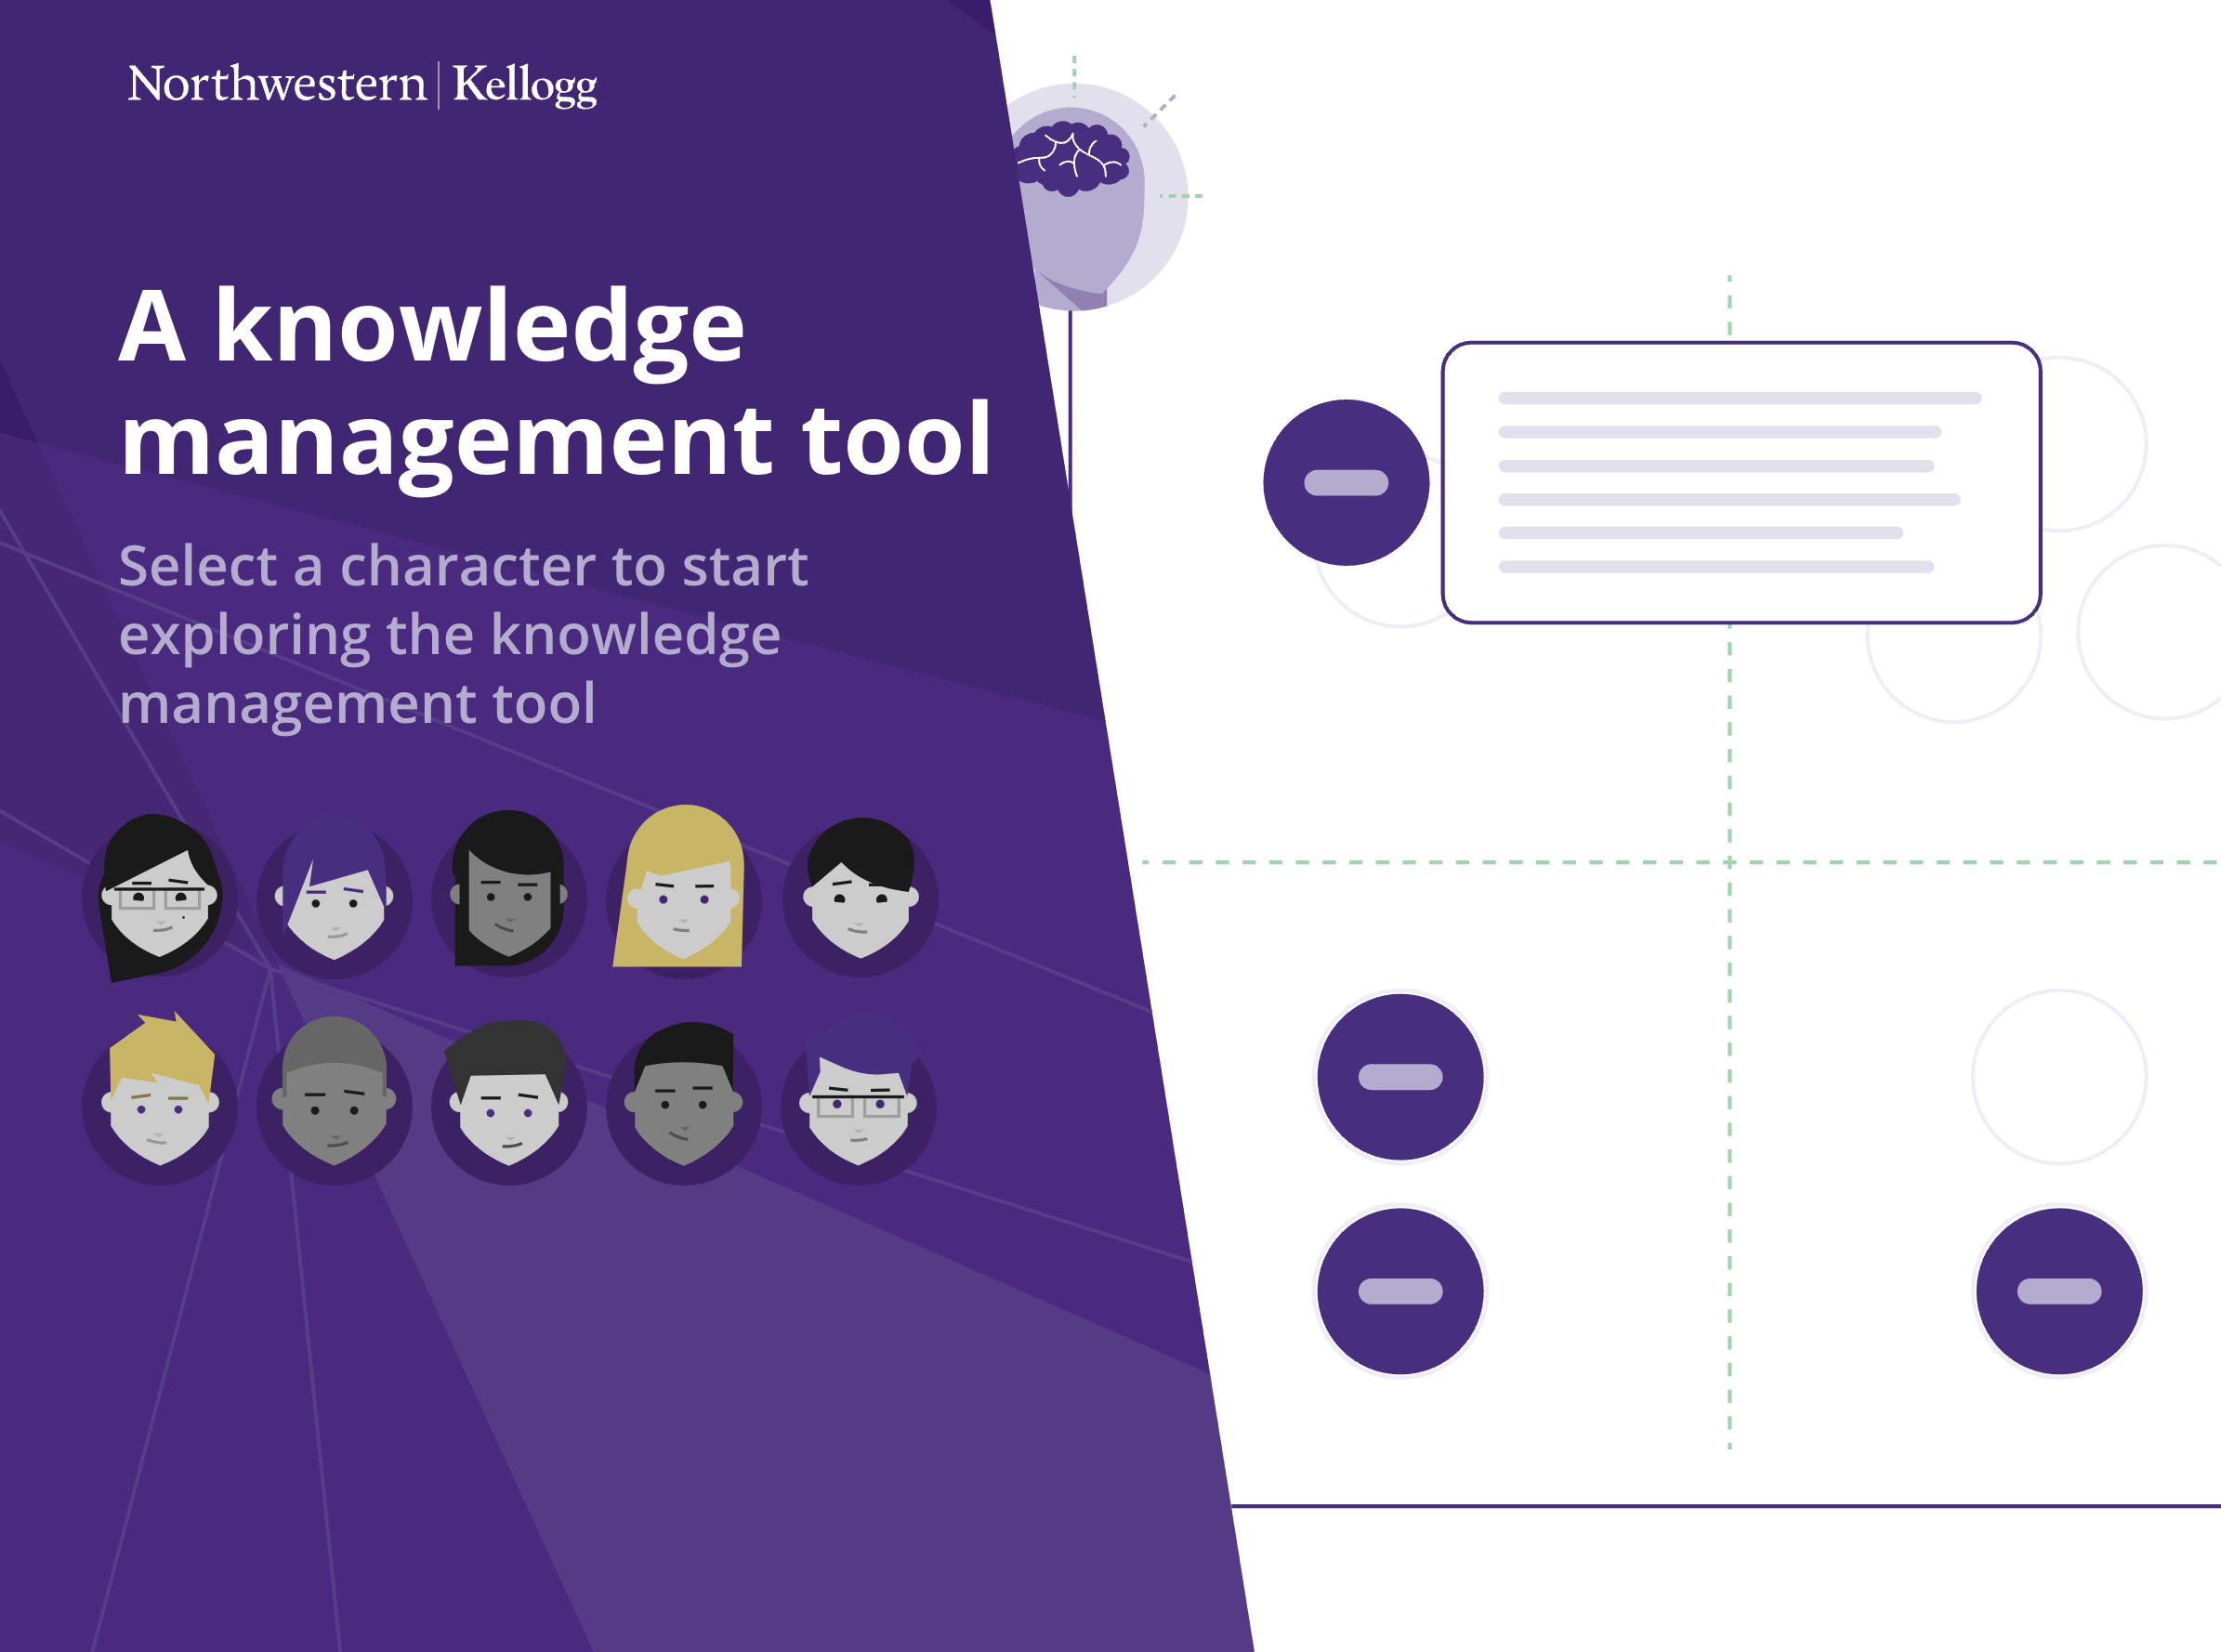 Northwestern | Kellogg
A knowledge
management tool
Select a character to start
exploring the knowledge
management tool